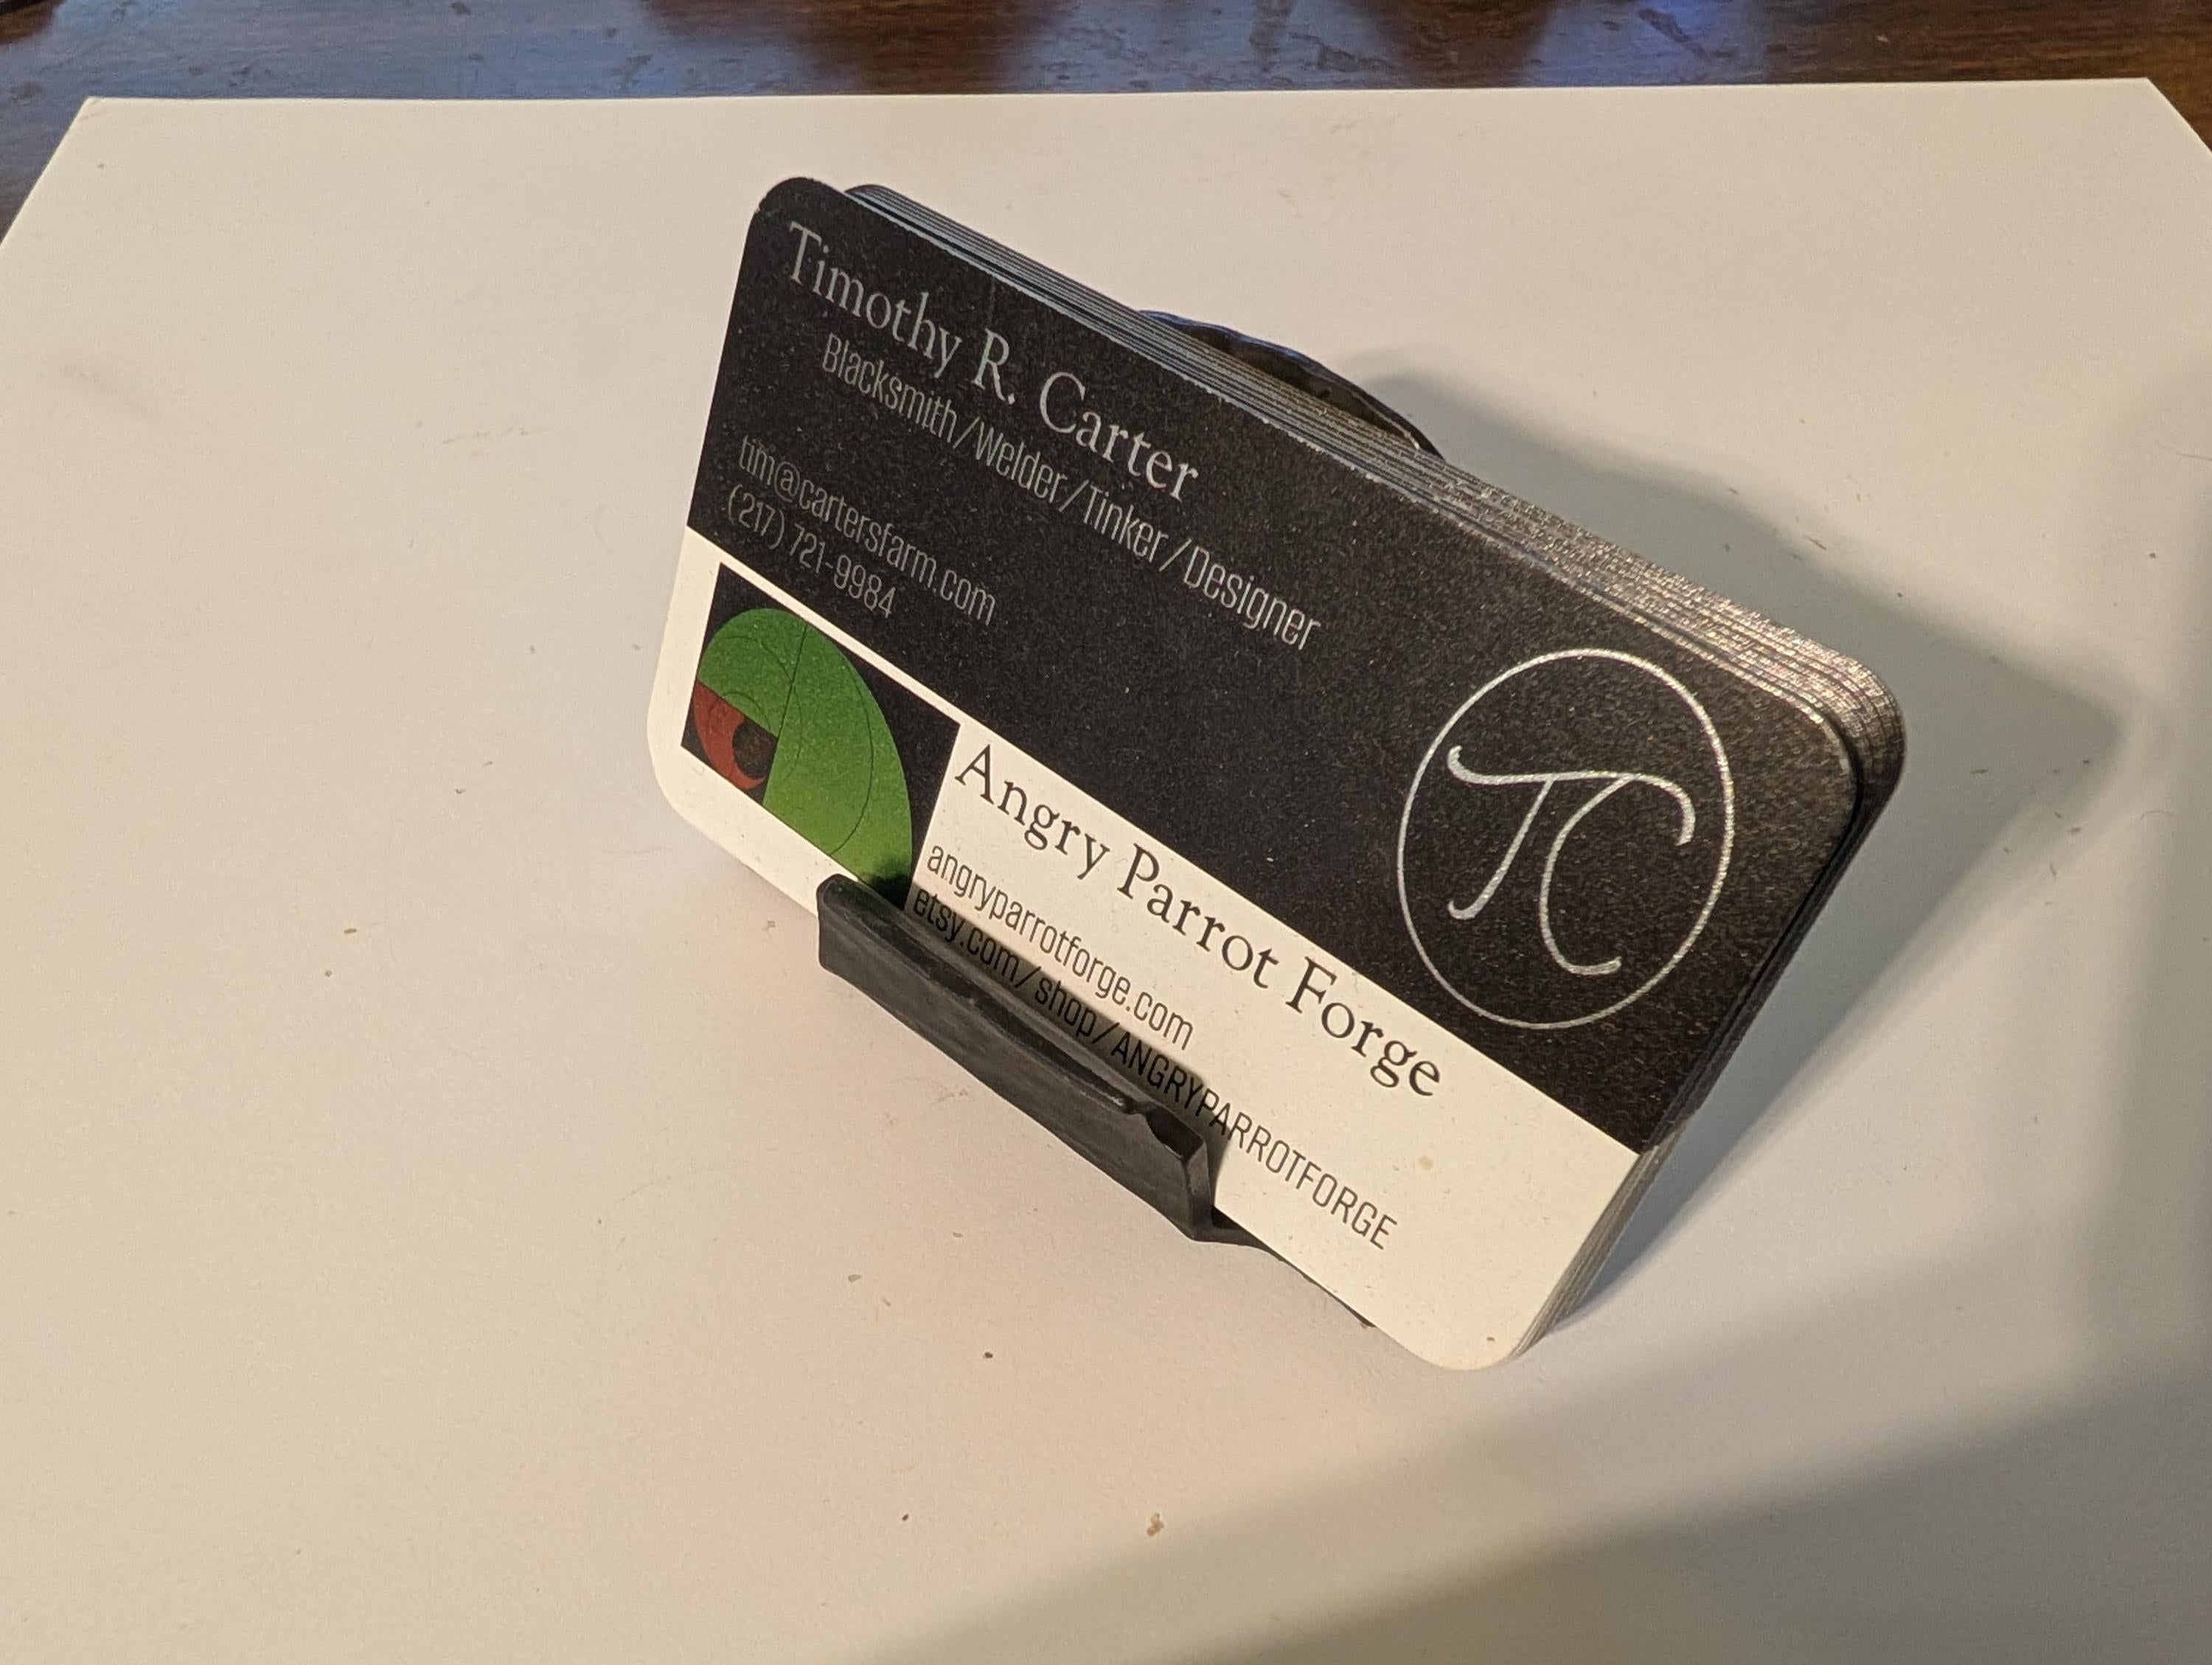 Timothy R. Carter
Blacksmith/Welder/Tinker/Designer
tim@cartersfarm.com
(217) 721-9984
TC
Angry Parrot Forge
angryparrotforge.com
etsy.com/shop/ANGRYPARROTFORGE